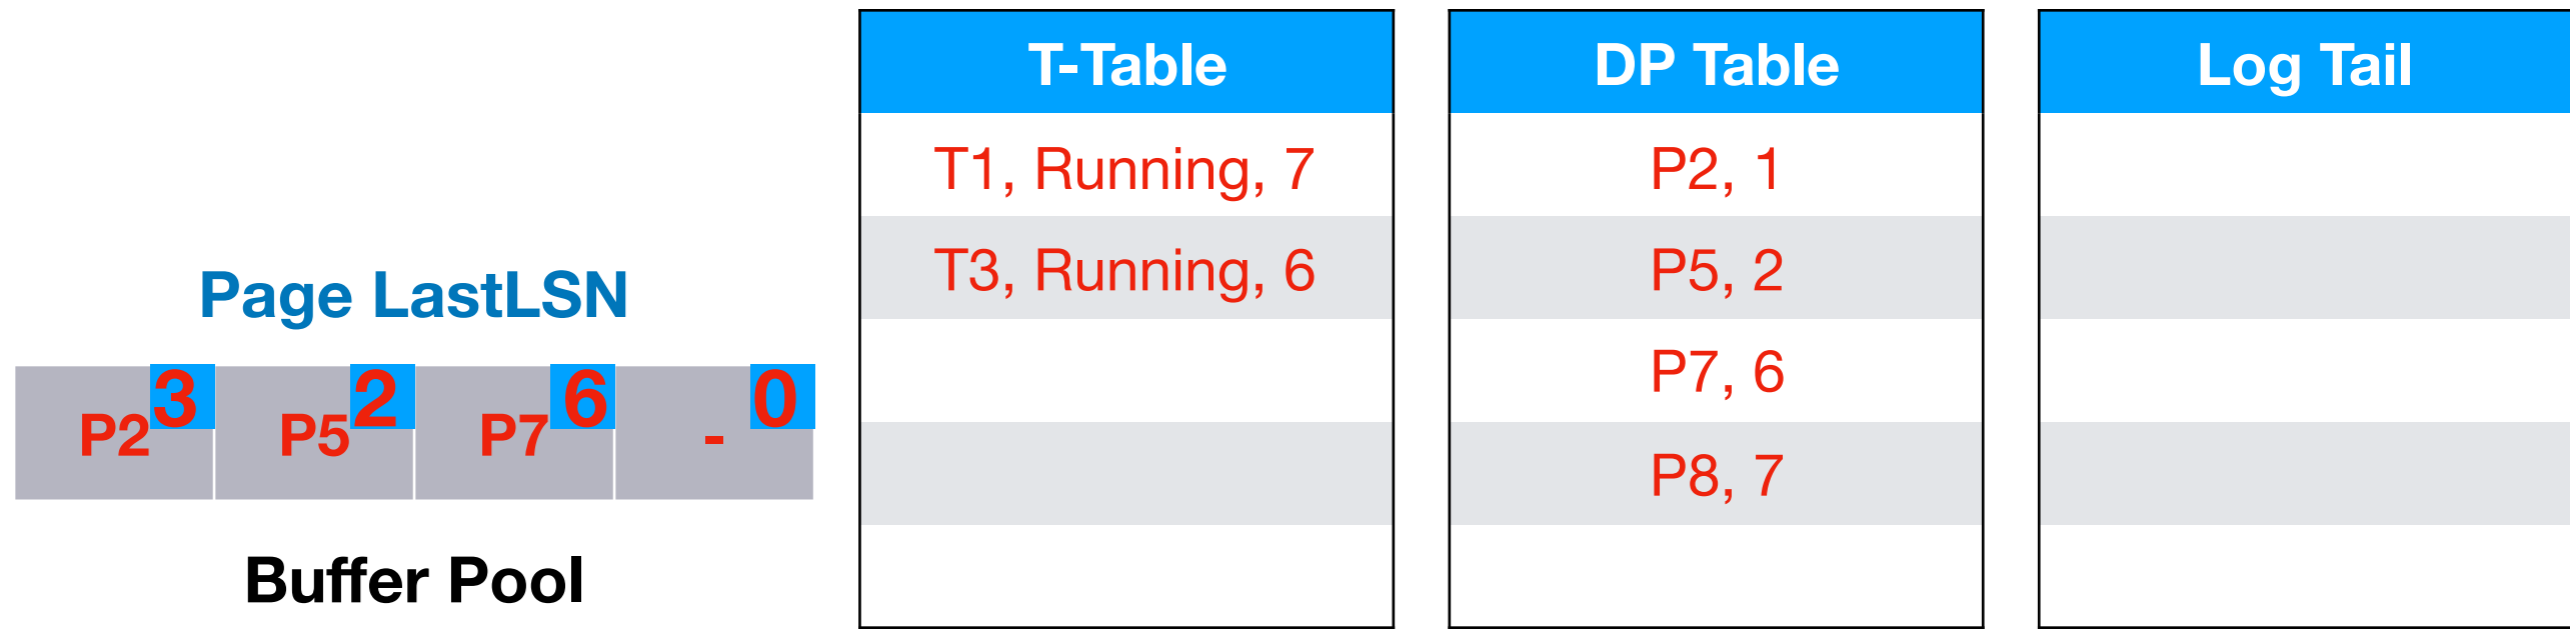 T-Table
T1, Running, 7
T3, Running, 6
DP Table
P2, 1
P5, 2
P7, 6
P8, 7
Log Tail
Page LastLSN
P2 3 P5 2 P7 6 - 0
Buffer Pool